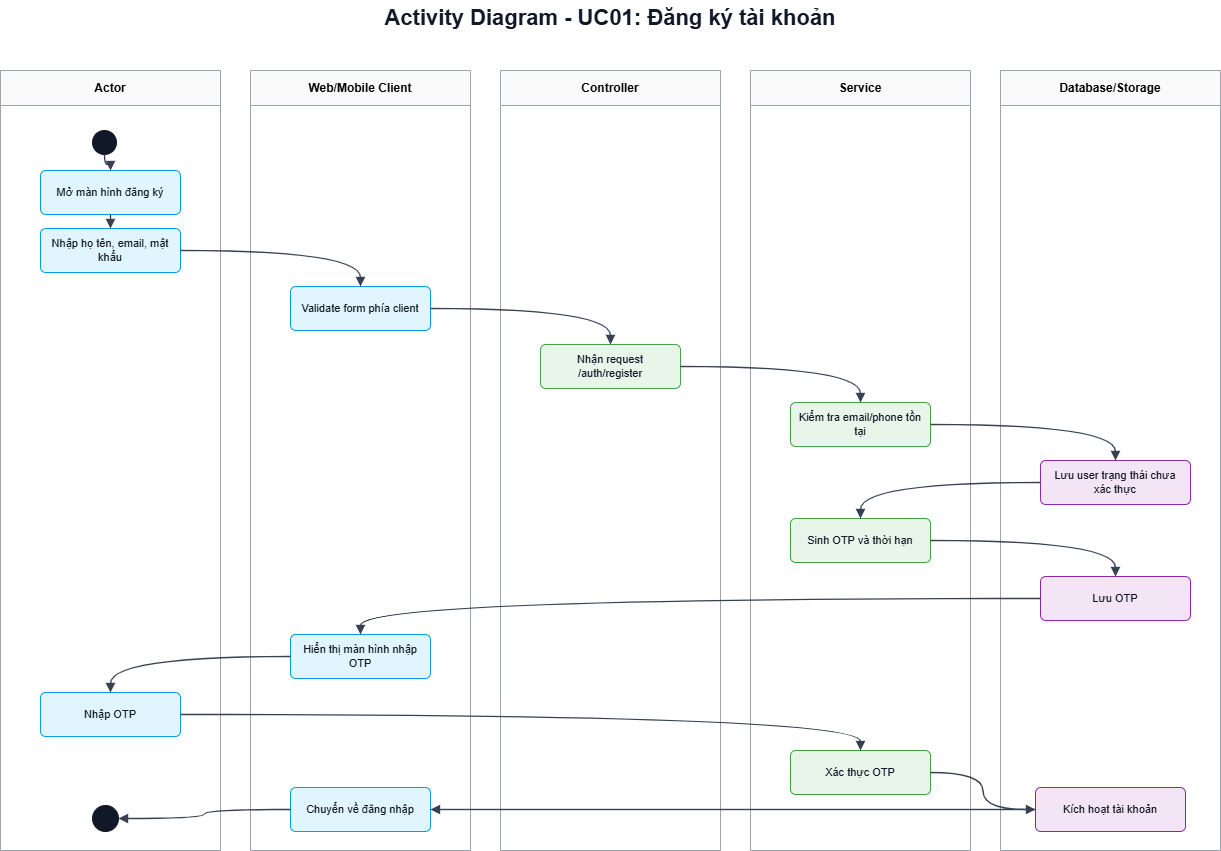 Activity Diagram - UC01: Đăng ký tài khoản
Actor
Web/Mobile Client
Controller
Service
Database/Storage
Mở màn hình đăng ký
Nhập họ tên, email, mật
khẩu
Validate form phía client
Nhận request
/auth/register
Kiểm tra email/phone tồn
tại
Lưu user trạng thái chưa
xác thực
Sinh OTP và thời hạn
Lưu OTP
Hiển thị màn hình nhập
OTP
Nhập OTP
Xác thực OTP
Chuyển về đăng nhập
Kích hoạt tài khoản